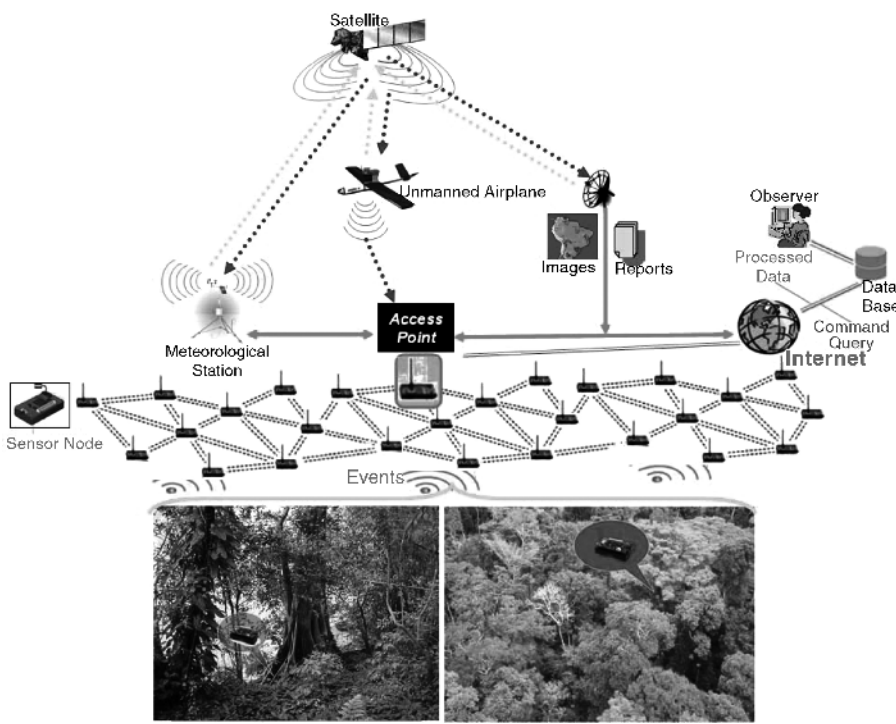 Satellite
Unmanned Airplane
Observer
Images
Reports
Processed
Data
Data
Base
Access
Point
Command
Query
Meteorological
Station
Internet
Sensor Node
Events